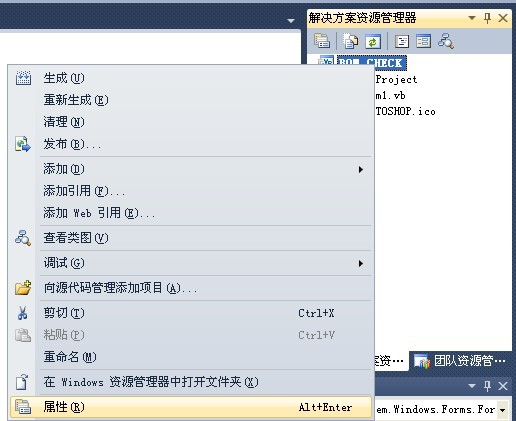 解决方案资源管理器
BOM_CHECK
Project
m1.vb
TOSHOP.ico
生成(U)
重新生成(E)
清理(N)
发布(B)...
添加(D)
添加引用(F)...
添加 Web 引用(E)...
查看类图(V)
调试(G)
向源代码管理添加项目(A)...
剪切(T) Ctrl+X
粘贴(P) Ctrl+V
重命名(M)
在 Windows 资源管理器中打开文件夹(X)
属性(R) Alt+Enter
案资… 团队资源管…
em.Windows.Forms.For